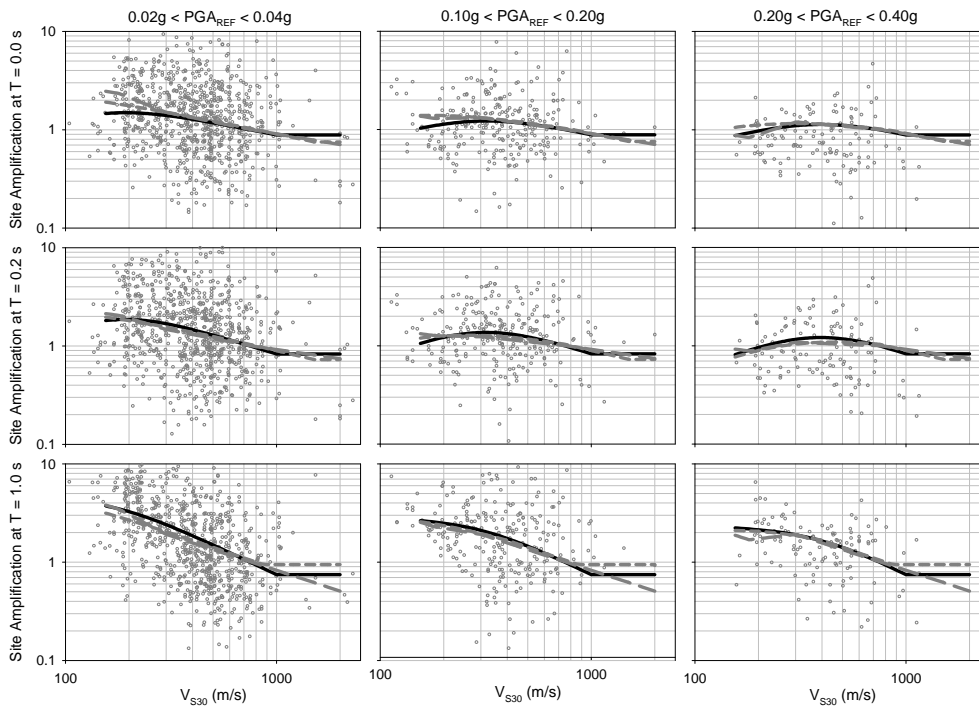 0.02g < PGA_REF < 0.04g
0.10g < PGA_REF < 0.20g
0.20g < PGA_REF < 0.40g
Site Amplification at T = 0.0 s
10
1
0.1
Site Amplification at T = 0.2 s
10
1
0.1
Site Amplification at T = 1.0 s
10
1
0.1
100
1000
1000
1000
V_S30 (m/s)
V_S30 (m/s)
V_S30 (m/s)